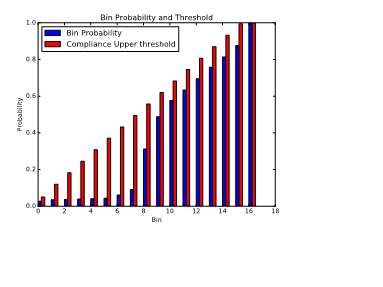 Bin Probability and Threshold
1.0
Bin Probability
Compliance Upper threshold
0.8
0.6
Probability
0.4
0.2
0.0
0 2 4 6 8 10 12 14 16 18
Bin